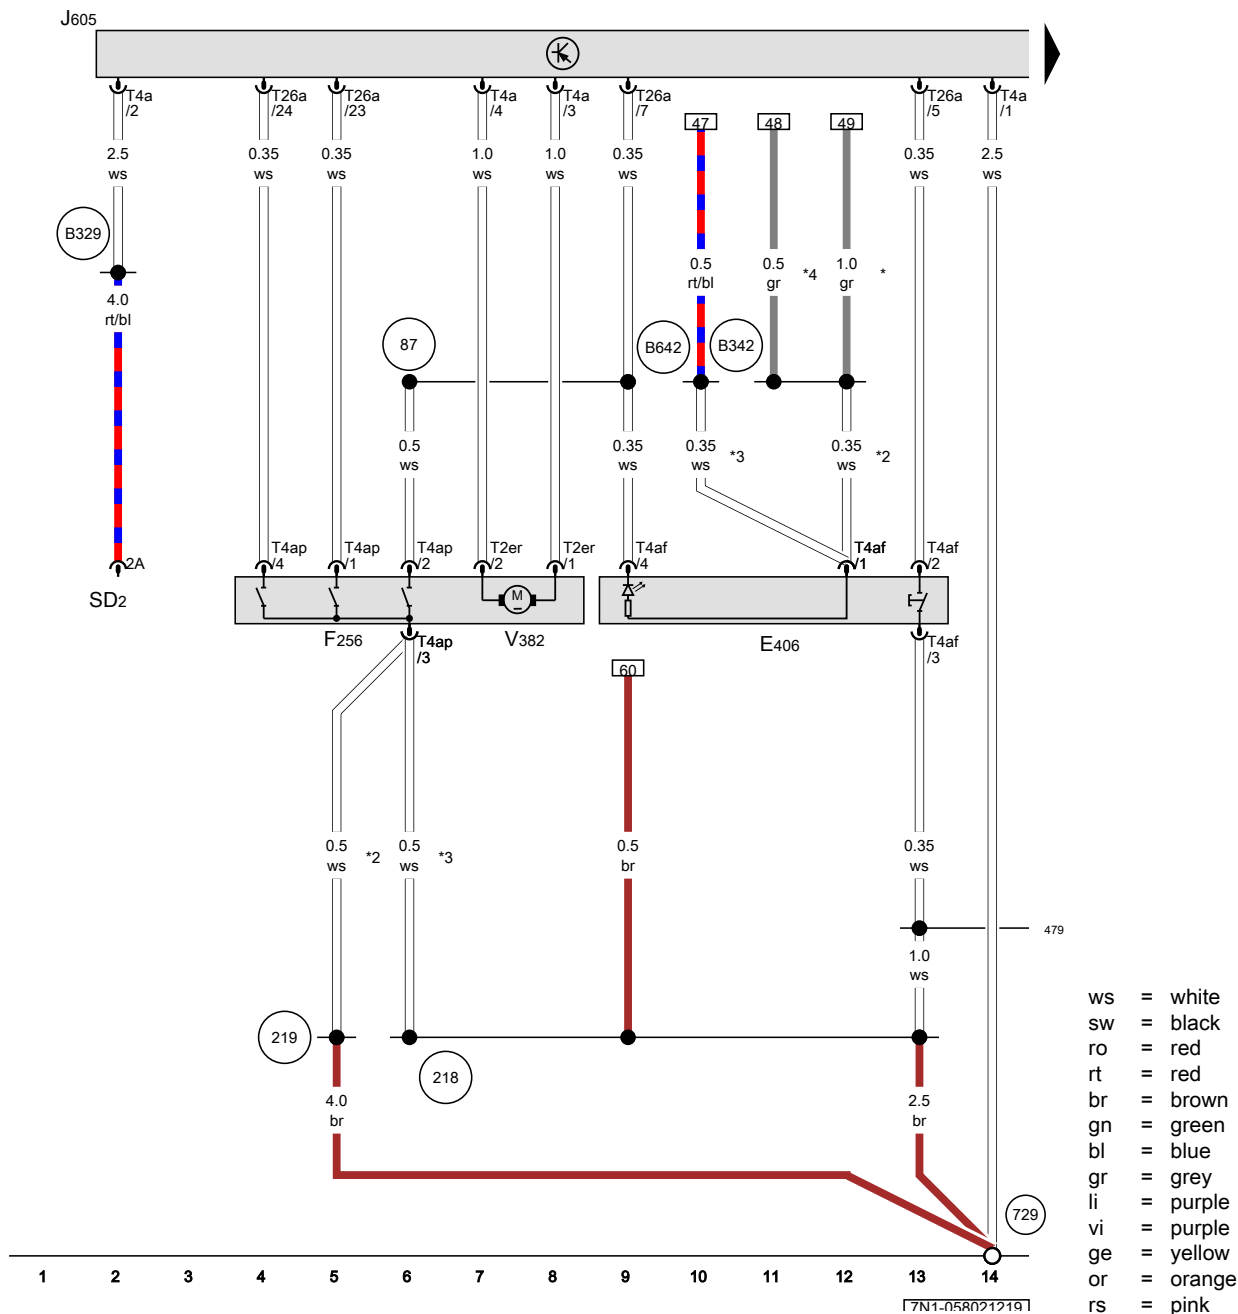 J605
T4a
/2
T26a
/24
T26a
/23
T4a
/4
T4a
/3
T26a
/7
T26a
/5
T4a
/1
47
48
49
2.5
ws
0.35
ws
0.35
ws
1.0
ws
1.0
ws
0.35
ws
0.35
ws
2.5
ws
B329
0.5
rt/bl
0.5
gr
*4
1.0
gr
*
4.0
rt/bl
87
B642
B342
0.5
ws
0.35
ws
0.35
ws
*3
0.35
ws
*2
2A
T4ap
/4
T4ap
/1
T4ap
/2
T2er
/2
T2er
/1
T4af
/4
T4af
/1
T4af
/2
M
SD2
F256
T4ap
/3
V382
E406
T4af
/3
60
0.5
ws
*2
0.5
ws
*3
0.5
br
0.35
ws
479
1.0
ws
219
218
4.0
br
2.5
br
729
ws = white
sw = black
ro = red
rt = red
br = brown
gn = green
bl = blue
gr = grey
li = purple
vi = purple
ge = yellow
or = orange
rs = pink
1 2 3 4 5 6 7 8 9 10 11 12 13 14
7N1-058021219